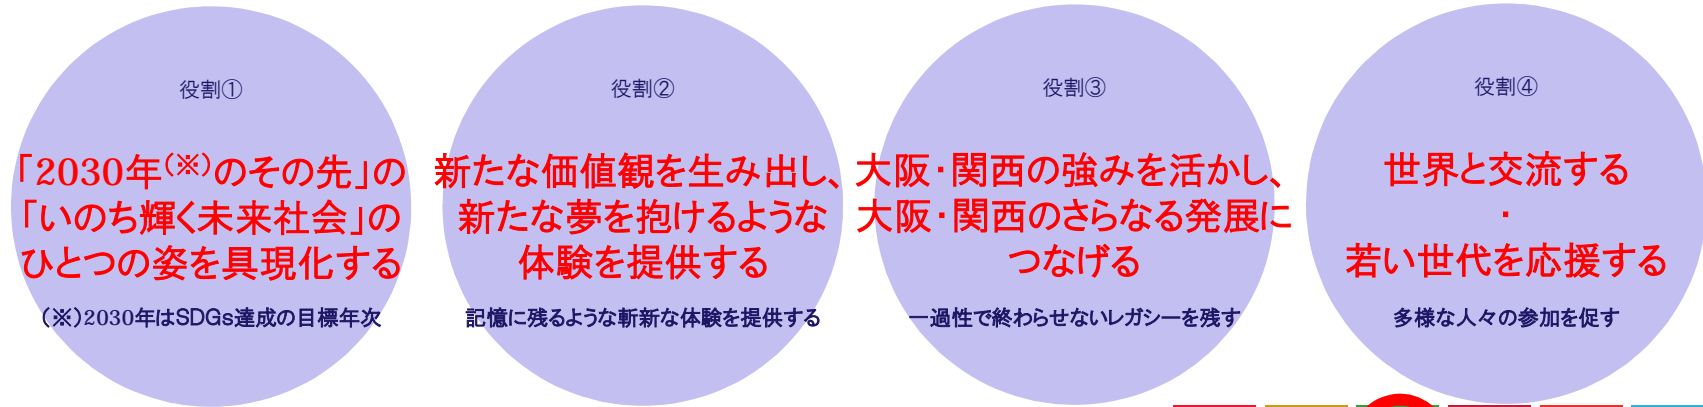 役割①
「2030年(※)のその先」の
「いのち輝く未来社会」の
ひとつの姿を具現化する
(※)2030年はSDGs達成の目標年次
役割②
新たな価値観を生み出し、
新たな夢を抱けるような
体験を提供する
記憶に残るような斬新な体験を提供する
役割③
大阪・関西の強みを活かし、
大阪・関西のさらなる発展に
つなげる
一過性で終わらせないレガシーを残す
役割④
世界と交流する
・
若い世代を応援する
多様な人々の参加を促す